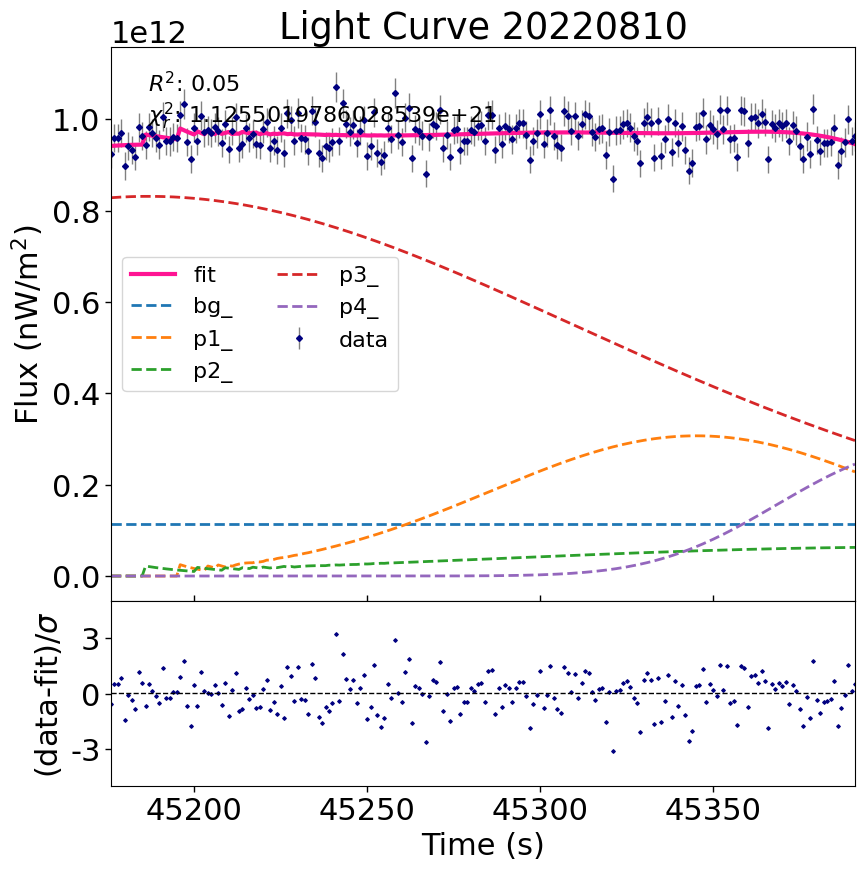 Light Curve 20220810
1e12
R²: 0.05
χ²: 1.1255019786028539e+21
Flux (nW/m²)
1.0
0.8
0.6
0.4
0.2
0.0
fit
bg_
p1_
p2_
p3_
p4_
data
(data-fit)/σ
3
0
-3
45200 45250 45300 45350
Time (s)